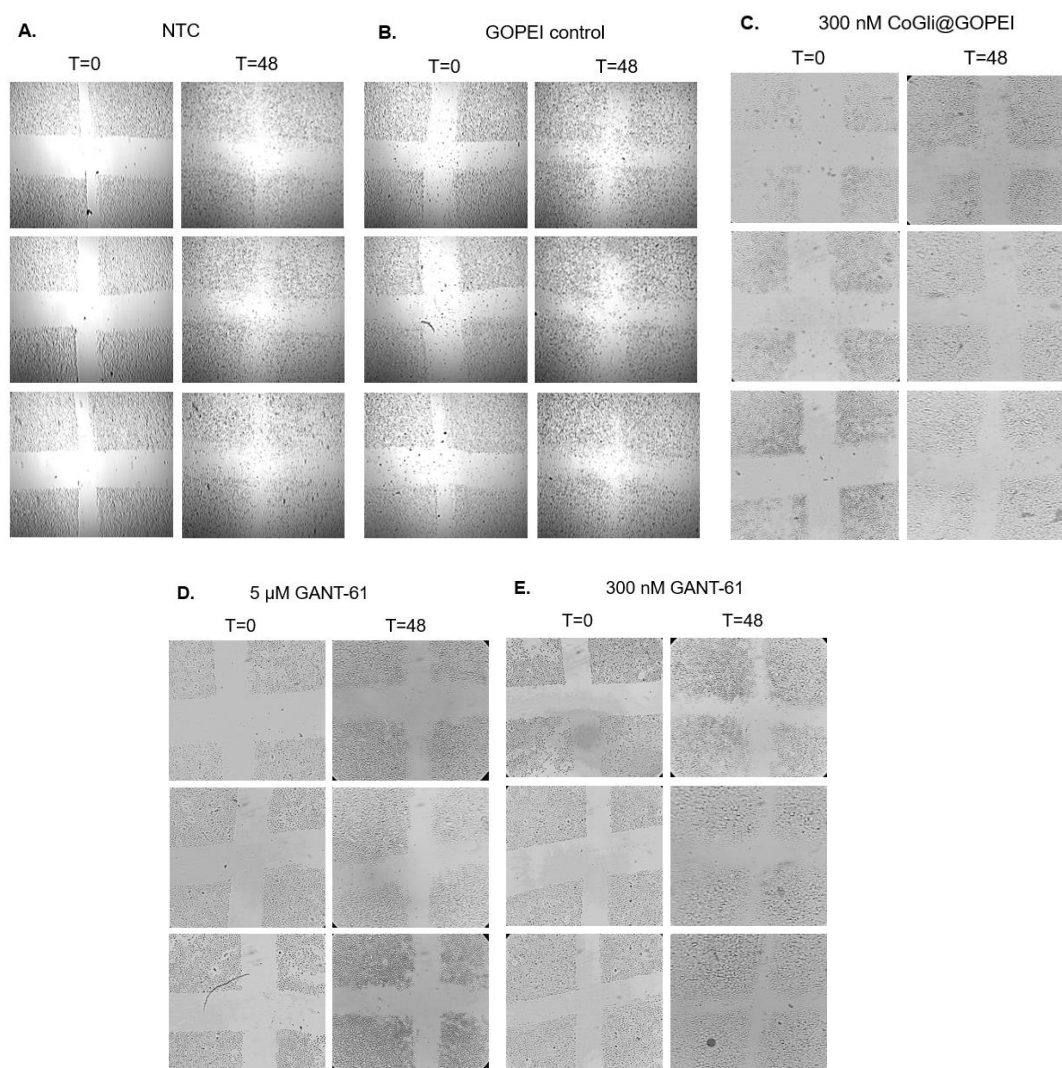 A. NTC
T=0 T=48
B. GOPEI control
T=0 T=48
C. 300 nM CoGli@GOPEI
T=0 T=48
D. 5 µM GANT-61
T=0 T=48
E. 300 nM GANT-61
T=0 T=48